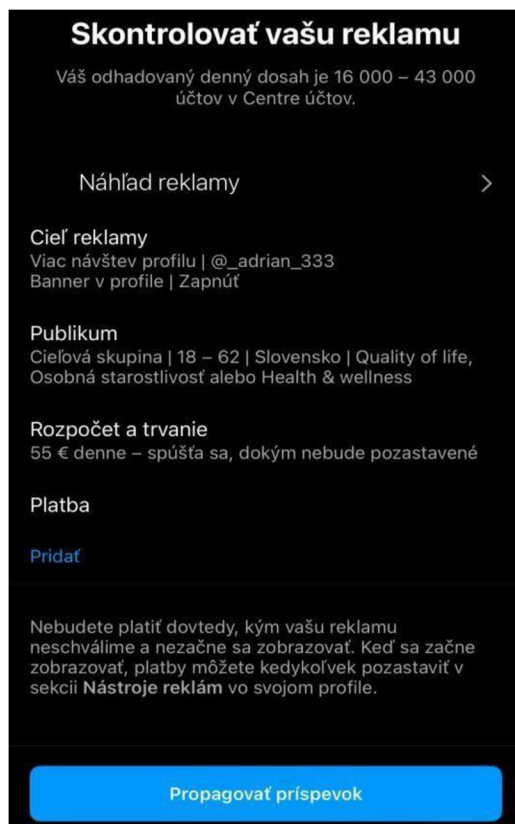 Skontrolovať vašu reklamu
Váš odhadovaný denný dosah je 16 000 – 43 000
účtov v Centre účtov.
Náhľad reklamy
Cieľ reklamy
Viac návštev profilu | @_adrian_333
Banner v profile | Zapnúť
Publikum
Cieľová skupina | 18 – 62 | Slovensko | Quality of life,
Osobná starostlivosť alebo Health & wellness
Rozpočet a trvanie
55 € denne – spúšťa sa, dokým nebude pozastavené
Platba
Pridať
Nebudete platiť dovtedy, kým vašu reklamu
neschválime a nezačne sa zobrazovať. Keď sa začne
zobrazovať, platby môžete kedykoľvek pozastaviť v
sekcii Nástroje reklám vo svojom profile.
Propagovať príspevok